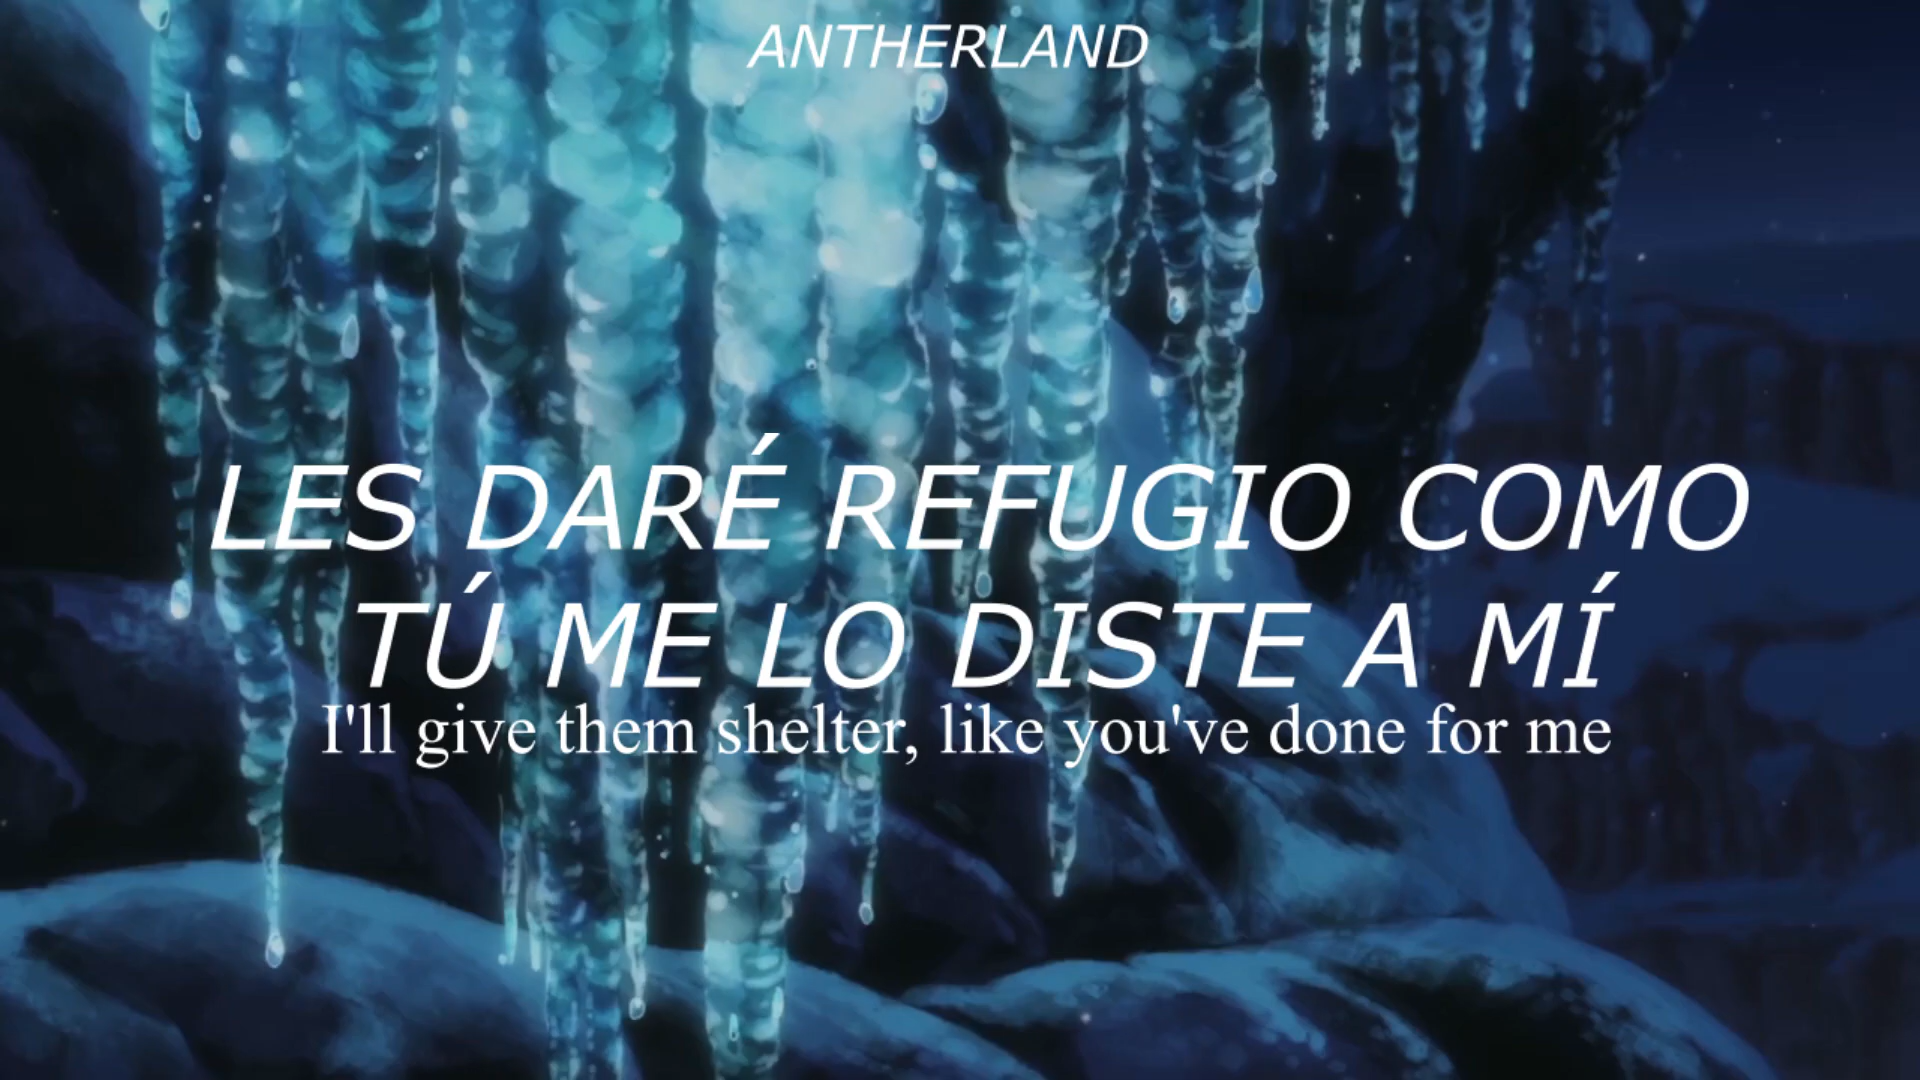 ANTHERLAND
LES DARÉ REFUGIO COMO
TÚ ME LO DISTE A MÍ
I'll give them shelter, like you've done for me